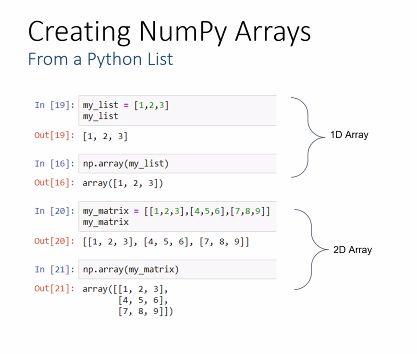 Creating NumPy Arrays
From a Python List
In [19]: my_list = [1,2,3]
my_list
Out[19]: [1, 2, 3]
1D Array
In [16]: np.array(my_list)
Out[16]: array([1, 2, 3])
In [20]: my_matrix = [[1,2,3],[4,5,6],[7,8,9]]
my_matrix
Out[20]: [[1, 2, 3], [4, 5, 6], [7, 8, 9]]
2D Array
In [21]: np.array(my_matrix)
Out[21]: array([[1, 2, 3],
[4, 5, 6],
[7, 8, 9]])